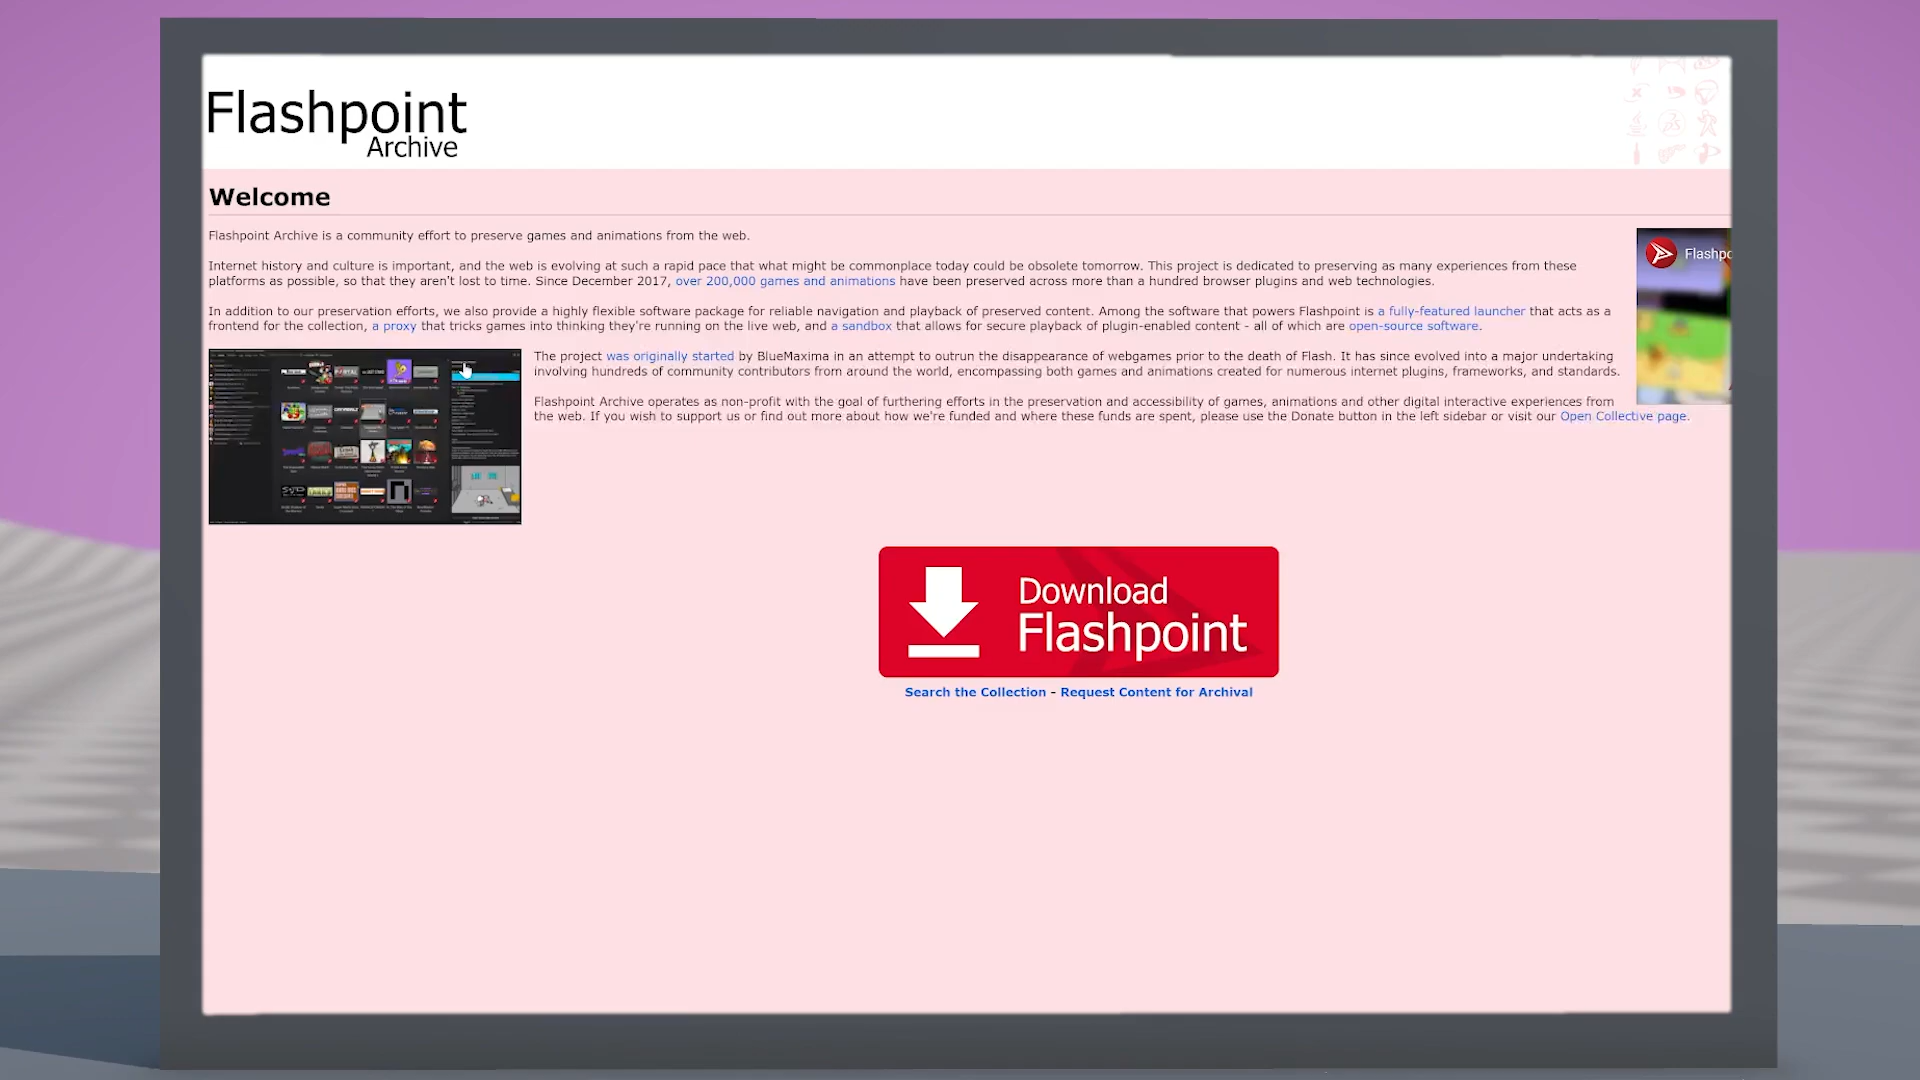 Flashpoint
Archive
Welcome
Flashpoint Archive is a community effort to preserve games and animations from the web.
Internet history and culture is important, and the web is evolving at such a rapid pace that what might be commonplace today could be obsolete tomorrow. This project is dedicated to preserving as many experiences from these
platforms as possible, so that they aren't lost to time. Since December 2017, over 200,000 games and animations have been preserved across more than a hundred browser plugins and web technologies.
In addition to our preservation efforts, we also provide a highly flexible software package for reliable navigation and playback of preserved content. Among the software that powers Flashpoint is a fully-featured launcher that acts as a
frontend for the collection, a proxy that tricks games into thinking they're running on the live web, and a sandbox that allows for secure playback of plugin-enabled content - all of which are open-source software.
The project was originally started by BlueMaxima in an attempt to outrun the disappearance of webgames prior to the death of Flash. It has since evolved into a major undertaking
involving hundreds of community contributors from around the world, encompassing both games and animations created for numerous internet plugins, frameworks, and standards.
Flashpoint Archive operates as non-profit with the goal of furthering efforts in the preservation and accessibility of games, animations and other digital interactive experiences from
the web. If you wish to support us or find out more about how we're funded and where these funds are spent, please use the Donate button in the left sidebar or visit our Open Collective page.
Flashpo
Download
Flashpoint
Search the Collection - Request Content for Archival